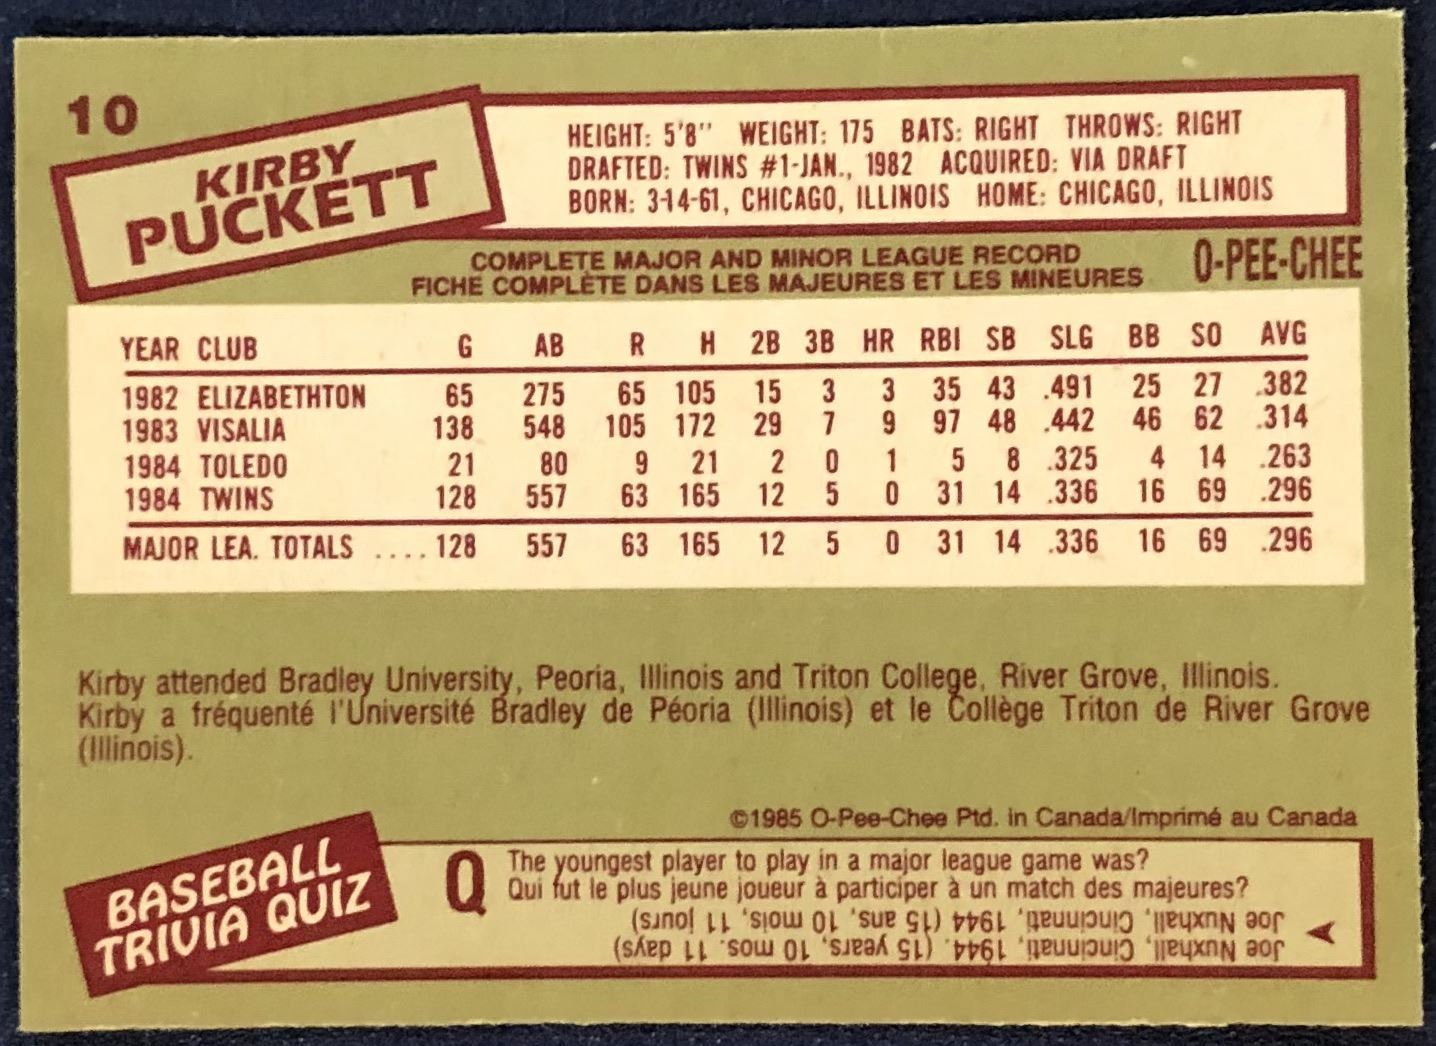 10
KIRBY
PUCKETT
HEIGHT: 5'8" WEIGHT: 175 BATS: RIGHT THROWS: RIGHT
DRAFTED: TWINS #1-JAN., 1982 ACQUIRED: VIA DRAFT
BORN: 3-14-61, CHICAGO, ILLINOIS HOME: CHICAGO, ILLINOIS
COMPLETE MAJOR AND MINOR LEAGUE RECORD
FICHE COMPLÈTE DANS LES MAJEURES ET LES MINEURES
O-PEE-CHEE
YEAR CLUB G AB R H 2B 3B HR RBI SB SLG BB SO AVG
1982 ELIZABETHTON 65 275 65 105 15 3 3 35 43 .491 25 27 .382
1983 VISALIA 138 548 105 172 29 7 9 97 48 .442 46 62 .314
1984 TOLEDO 21 80 9 21 2 0 1 5 8 .325 4 14 .263
1984 TWINS 128 557 63 165 12 5 0 31 14 .336 16 69 .296
MAJOR LEA. TOTALS .... 128 557 63 165 12 5 0 31 14 .336 16 69 .296
Kirby attended Bradley University, Peoria, Illinois and Triton College, River Grove, Illinois.
Kirby a fréquenté l'Université Bradley de Péoria (Illinois) et le Collège Triton de River Grove
(Illinois).
©1985 O-Pee-Chee Ptd. in Canada/Imprimé au Canada
BASEBALL
TRIVIA QUIZ
Q The youngest player to play in a major league game was?
Qui fut le plus jeune joueur à participer à un match des majeures?
Joe Nuxhall, Cincinnati, 1944. (15 years, 10 mos. 11 days)
Joe Nuxhall, Cincinnati, 1944 (15 ans, 10 mois, 11 jours)